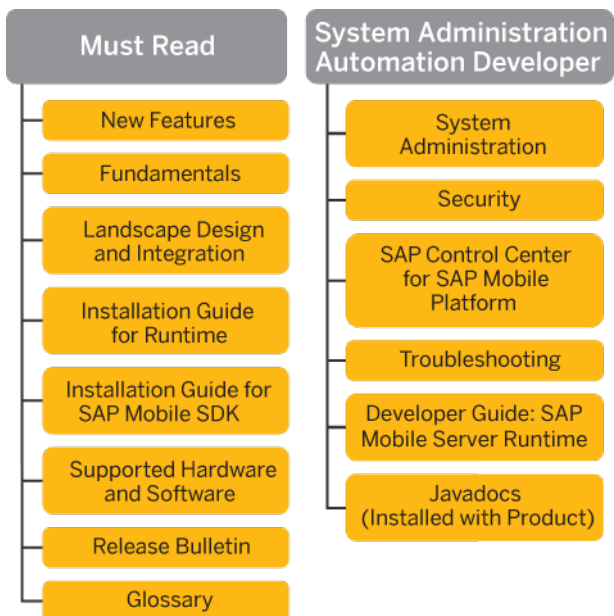 Must Read
New Features
Fundamentals
Landscape Design
and Integration
Installation Guide
for Runtime
Installation Guide for
SAP Mobile SDK
Supported Hardware
and Software
Release Bulletin
Glossary
System Administration
Automation Developer
System
Administration
Security
SAP Control Center
for SAP Mobile
Platform
Troubleshooting
Developer Guide: SAP
Mobile Server Runtime
Javadocs
(Installed with Product)